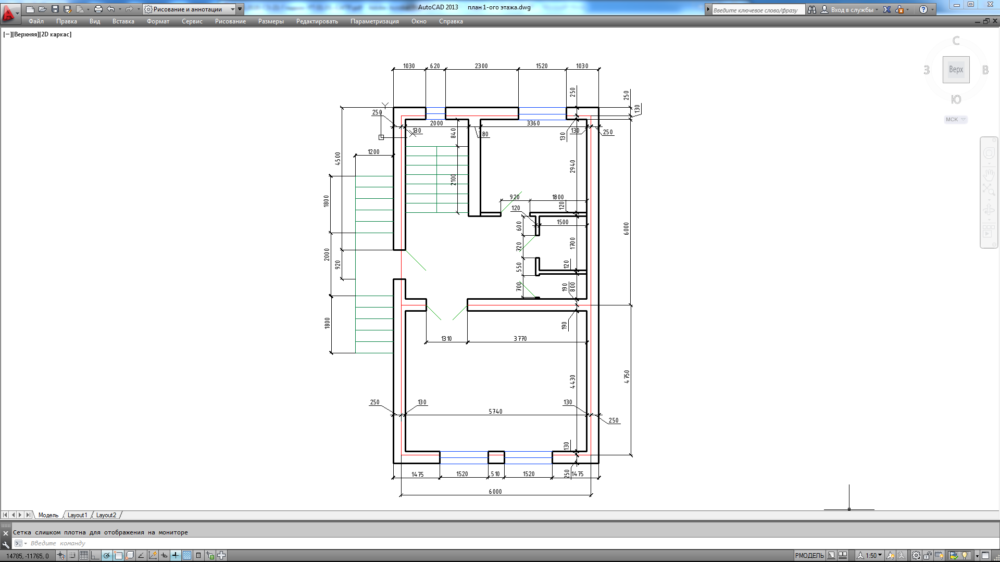 Рисование и аннотации
AutoCAD 2013 план 1-ого этажа.dwg
Введите ключевое слово/фразу
Вход в службы
Файл Правка Вид Вставка Формат Сервис Рисование Размеры Редактировать Параметризация Окно Справка
[−][Верхняя][2D каркас]
С
З Верх В
Ю
МСК
1030 620 2300 1520 1030
250 250
130
250 2000 3360
130 840 380 130 130 250
Y
X
1200
4500
2940
2100
1800
920 1800
120 120
600 1500
6000
720 1700
2000
920
550 120
700 190 800
1800
190
1310 3770
4430 4750
250 130 130
5740
250
130
1475 1520 510 1520 250 1475
6000
Модель Layout1 Layout2
Сетка слишком плотна для отображения на мониторе
Введите команду
14785, -11765, 0
РМОДЕЛЬ
1:50